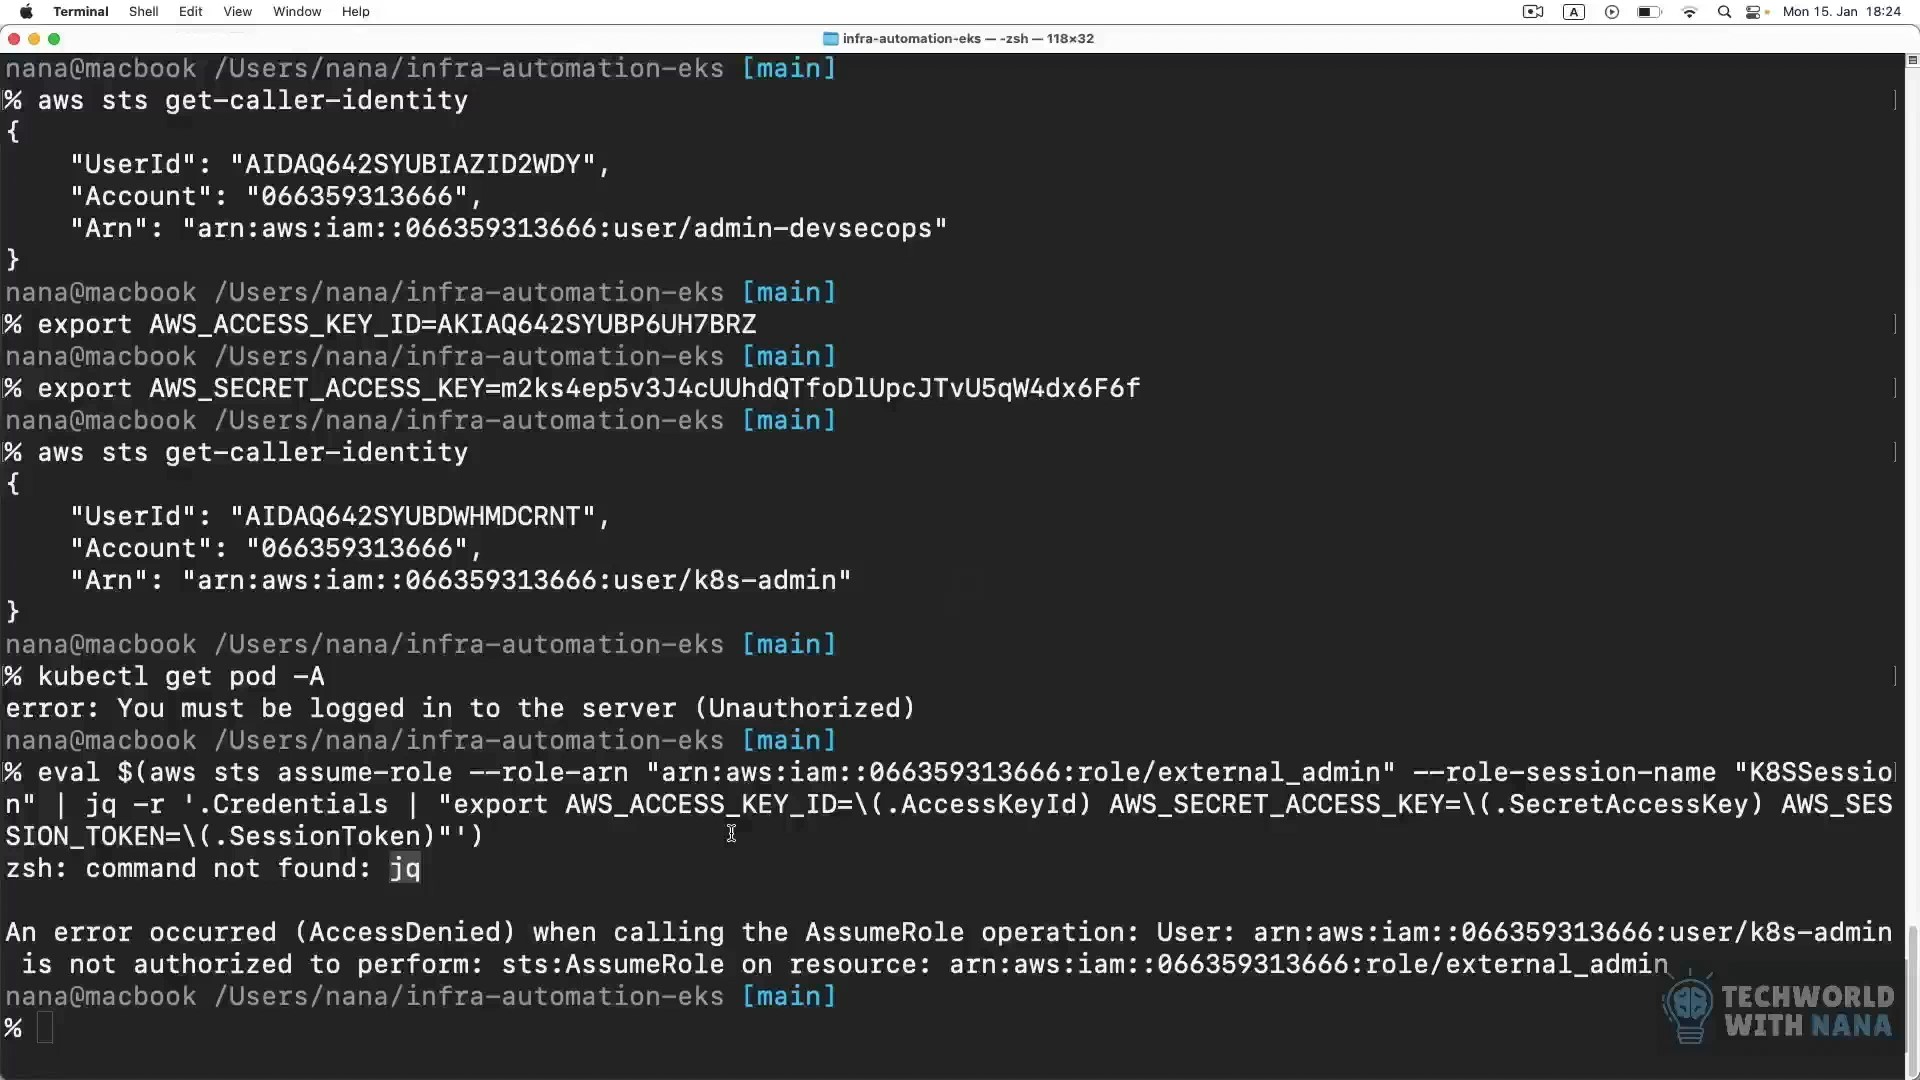 Terminal Shell Edit View Window Help A Mon 15. Jan 18:24
infra-automation-eks — -zsh — 118×32
nana@macbook /Users/nana/infra-automation-eks [main]
% aws sts get-caller-identity ]
{
"UserId": "AIDAQ642SYUBIAZID2WDY",
"Account": "066359313666",
"Arn": "arn:aws:iam::066359313666:user/admin-devsecops"
}
nana@macbook /Users/nana/infra-automation-eks [main]
% export AWS_ACCESS_KEY_ID=AKIAQ642SYUBP6UH7BRZ ]
nana@macbook /Users/nana/infra-automation-eks [main]
% export AWS_SECRET_ACCESS_KEY=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 ]
nana@macbook /Users/nana/infra-automation-eks [main]
% aws sts get-caller-identity ]
{
"UserId": "AIDAQ642SYUBDWHMDCRNT",
"Account": "066359313666",
"Arn": "arn:aws:iam::066359313666:user/k8s-admin"
}
nana@macbook /Users/nana/infra-automation-eks [main]
% kubectl get pod -A ]
error: You must be logged in to the server (Unauthorized)
nana@macbook /Users/nana/infra-automation-eks [main]
% eval $(aws sts assume-role --role-arn "arn:aws:iam::066359313666:role/external_admin" --role-session-name "K8SSessio
n" | jq -r '.Credentials | "export AWS_ACCESS_KEY_ID=\(.AccessKeyId) AWS_SECRET_ACCESS_KEY=\(.SecretAccessKey) AWS_SES
SION_TOKEN=\(.SessionToken)"')
zsh: command not found: jq
An error occurred (AccessDenied) when calling the AssumeRole operation: User: arn:aws:iam::066359313666:user/k8s-admin
is not authorized to perform: sts:AssumeRole on resource: arn:aws:iam::066359313666:role/external_admin
nana@macbook /Users/nana/infra-automation-eks [main]
%
TECHWORLD
WITH NANA